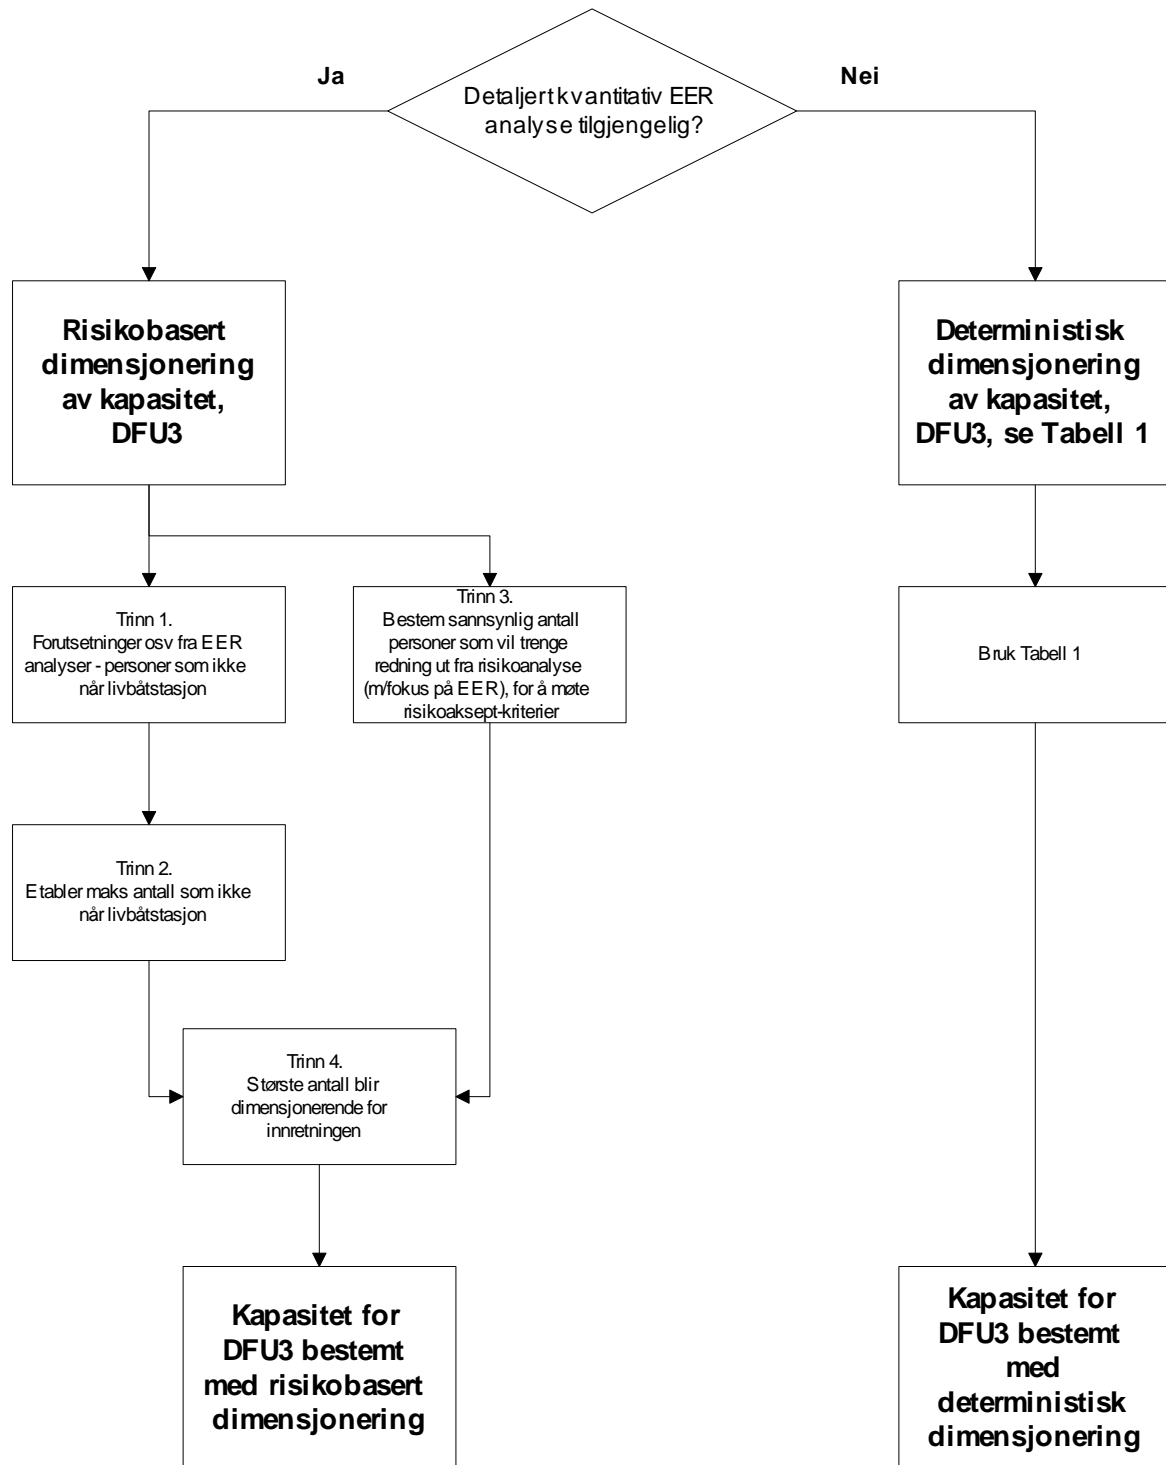 Ja
Nei
Detaljert kvantitativ EER
analyse tilgjengelig?
Risikobasert
dimensjonering
av kapasitet,
DFU3
Deterministisk
dimensjonering
av kapasitet,
DFU3, se Tabell 1
Trinn 1.
Forutsetninger osv fra EER
analyser - personer som ikke
når livbåtstasjon
Trinn 3.
Bestem sannsynlig antall
personer som vil trenge
redning ut fra risikoanalyse
(m/fokus på EER), for å møte
risikoaksept-kriterier
Bruk Tabell 1
Trinn 2.
Etabler maks antall som ikke
når livbåtstasjon
Trinn 4.
Største antall blir
dimensjonerende for
innretningen
Kapasitet for
DFU3 bestemt
med risikobasert
dimensjonering
Kapasitet for
DFU3 bestemt
med
deterministisk
dimensjonering